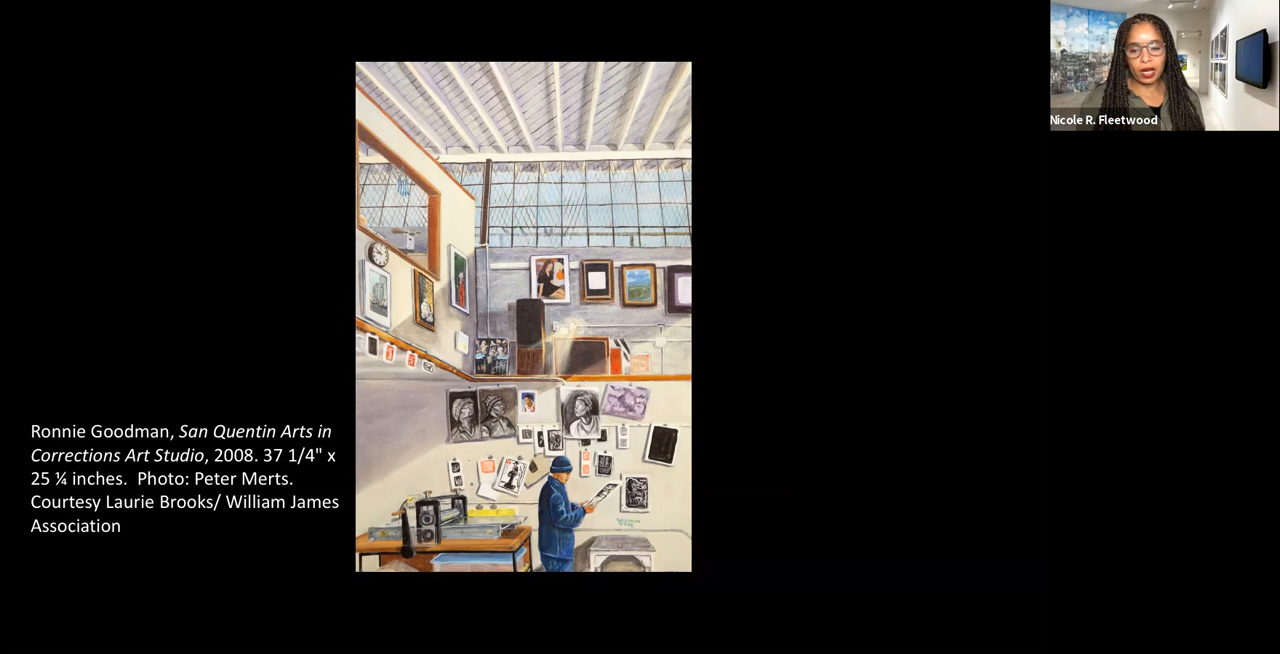 Nicole R. Fleetwood
Ronnie Goodman, San Quentin Arts in
Corrections Art Studio, 2008. 37 1/4" x
25 ¼ inches.  Photo: Peter Merts.
Courtesy Laurie Brooks/ William James
Association